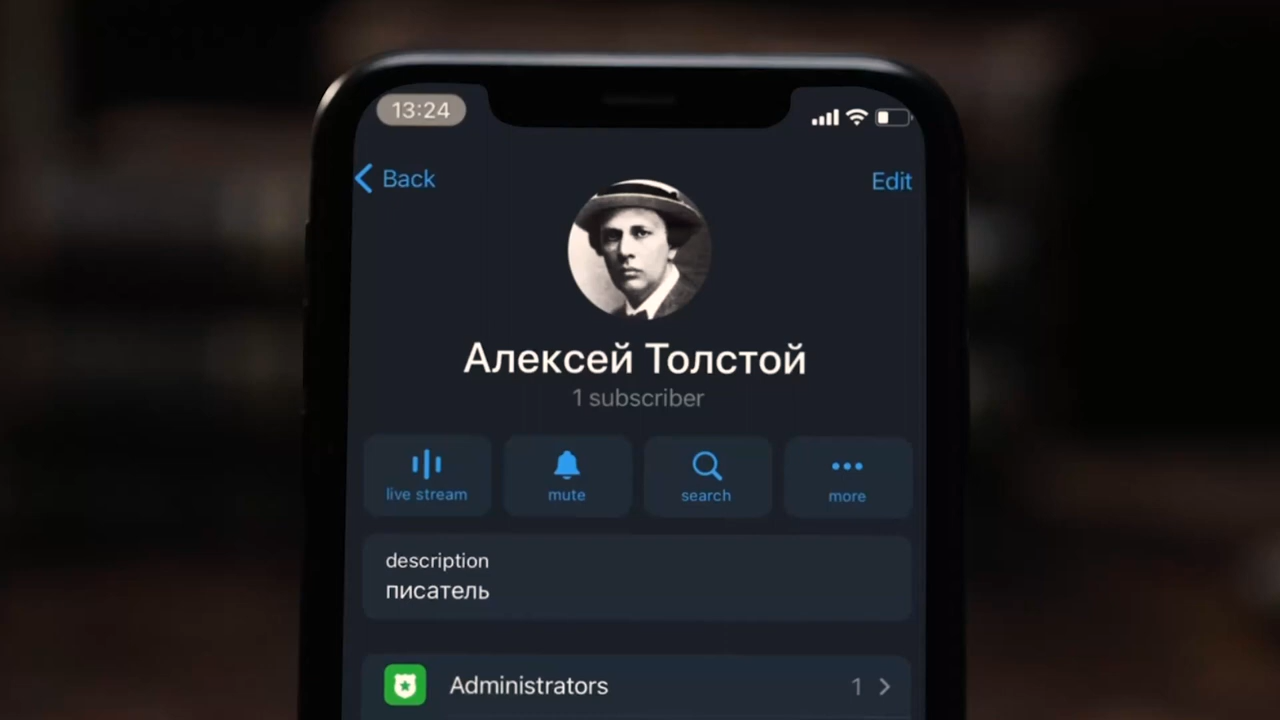 13:24
Back
Edit
Алексей Толстой
1 subscriber
live stream
mute
search
more
description
писатель
Administrators
1